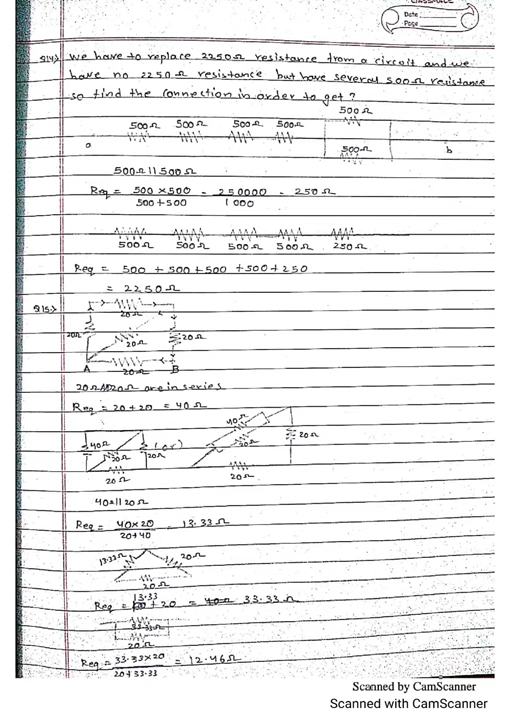 CLASSMATE
Date
Page
Q14) We have to replace 2250Ω resistance from a circuit and we
have no 2250Ω resistance but have several 500Ω resistance
so find the connection in order to get?
500Ω
500Ω 500Ω 500Ω 500Ω
a 500Ω b
500Ω || 500Ω
Req = 500 × 500 = 250000 = 250Ω
500 + 500 1000
500Ω 500Ω 500Ω 500Ω 250Ω
Req = 500 + 500 + 500 + 500 + 250
= 2250Ω
Q15)
20Ω
20Ω 20Ω 20Ω
A 20Ω B
20Ω 20Ω are in series
Req = 20 + 20 = 40Ω
40Ω
40Ω 20Ω 20Ω (or) 20Ω 20Ω
20Ω 20Ω
40Ω || 20Ω
Req = 40 × 20 = 13.33Ω
20 + 40
13.33Ω 20Ω
20Ω
13.33
Req = + 20 = 40Ω 33.33Ω
33.33Ω
20Ω
Req = 33.33 × 20 = 12.46Ω
20 + 33.33
Scanned by CamScanner
Scanned with CamScanner